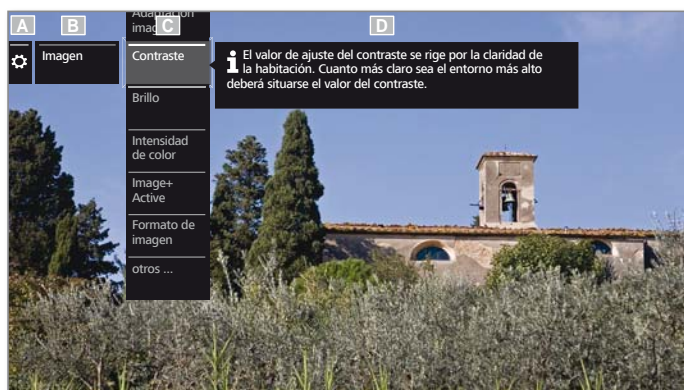 A
B
C
D
Adaptación
imag
Imagen
Contraste
El valor de ajuste del contraste se rige por la claridad de
la habitación. Cuanto más claro sea el entorno más alto
deberá situarse el valor del contraste.
Brillo
Intensidad
de color
Image+
Active
Formato de
imagen
otros ...